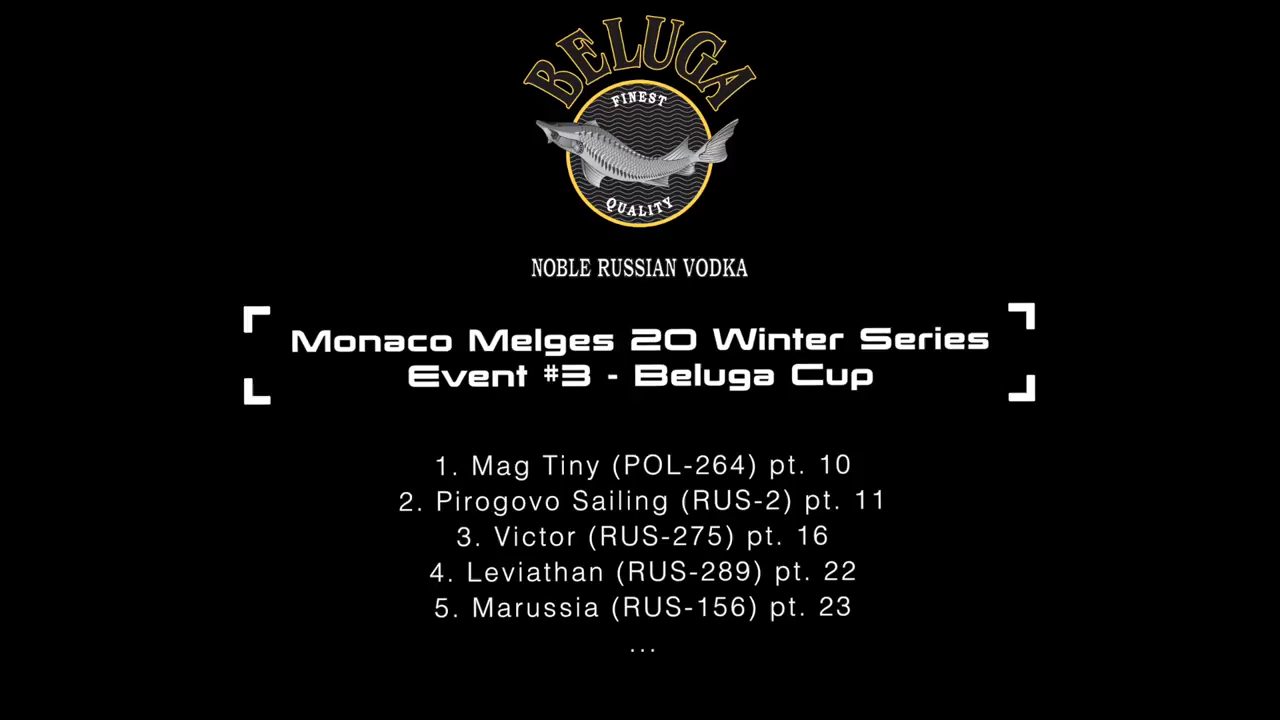 BELUGA
FINEST
QUALITY
NOBLE RUSSIAN VODKA
Monaco Melges 20 Winter Series
Event #3 - Beluga Cup
1. Mag Tiny (POL-264) pt. 10
2. Pirogovo Sailing (RUS-2) pt. 11
3. Victor (RUS-275) pt. 16
4. Leviathan (RUS-289) pt. 22
5. Marussia (RUS-156) pt. 23
...